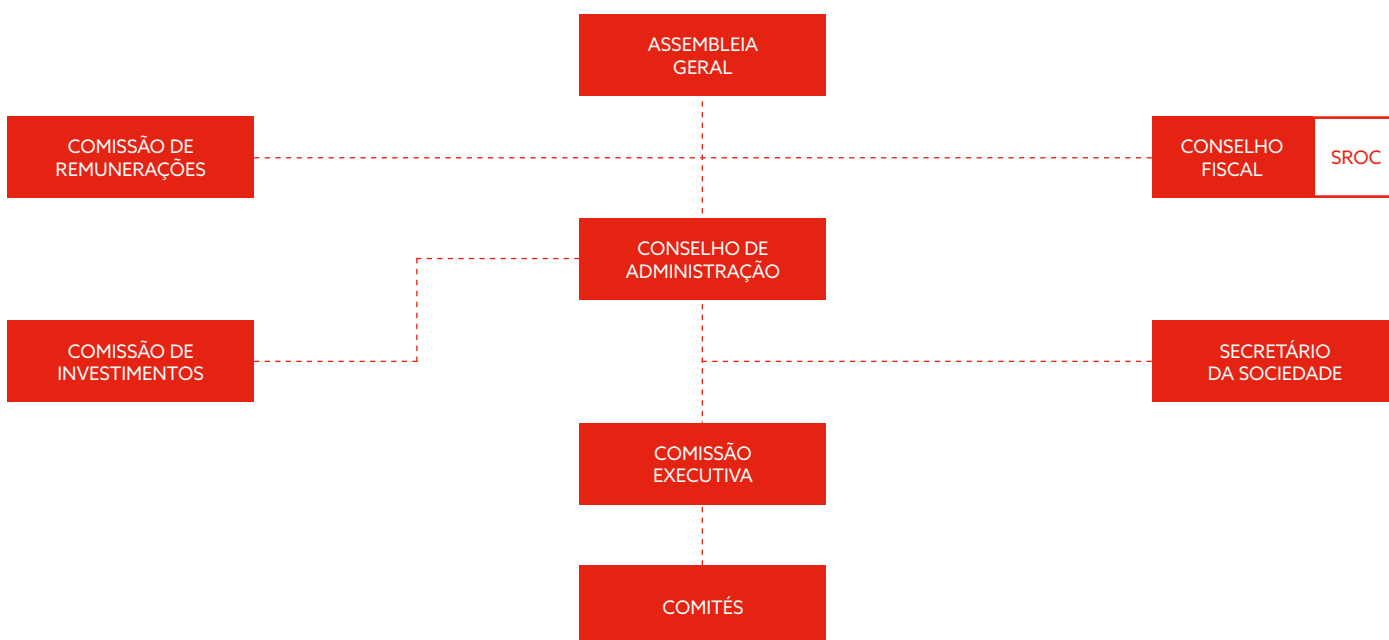 ASSEMBLEIA
GERAL
COMISSÃO DE
REMUNERAÇÕES
CONSELHO
FISCAL
SROC
CONSELHO DE
ADMINISTRAÇÃO
COMISSÃO DE
INVESTIMENTOS
SECRETÁRIO
DA SOCIEDADE
COMISSÃO
EXECUTIVA
COMITÉS